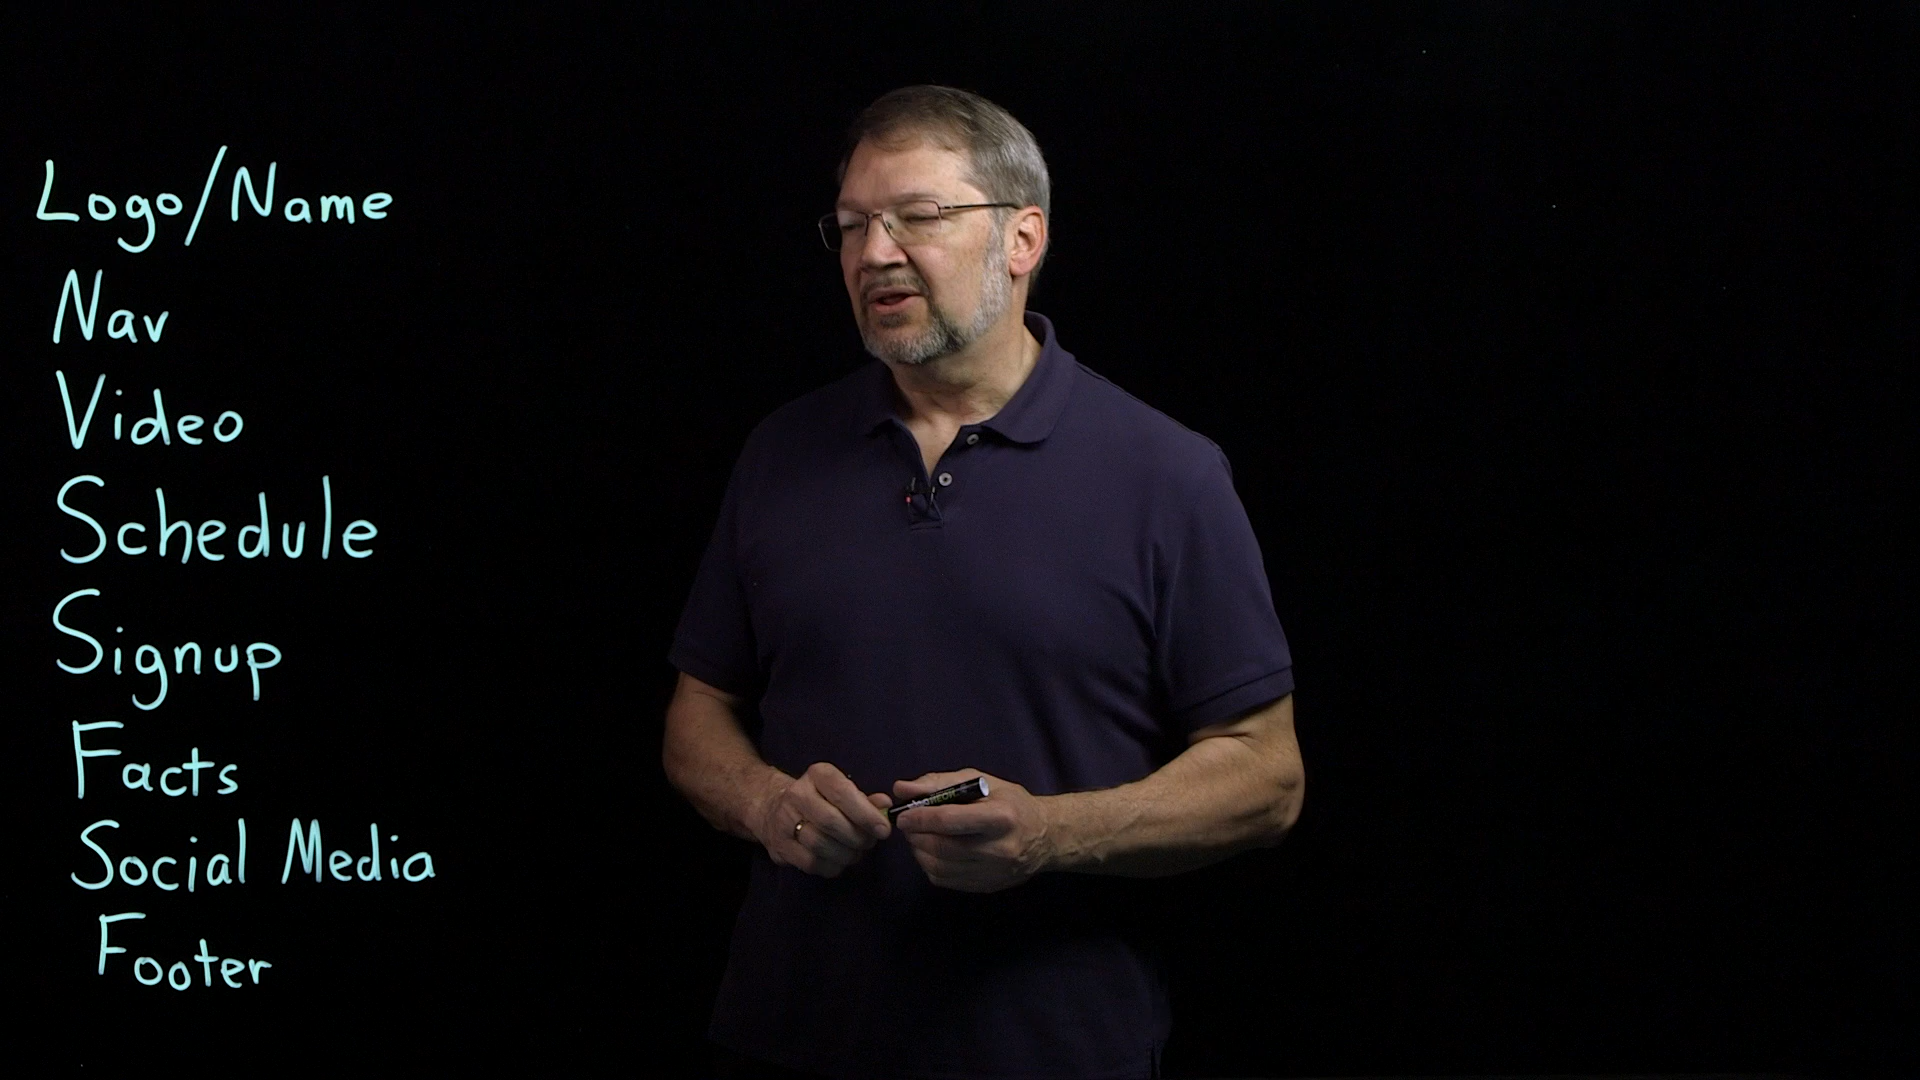 Logo/Name
Nav
Video
Schedule
Signup
Facts
Social Media
Footer